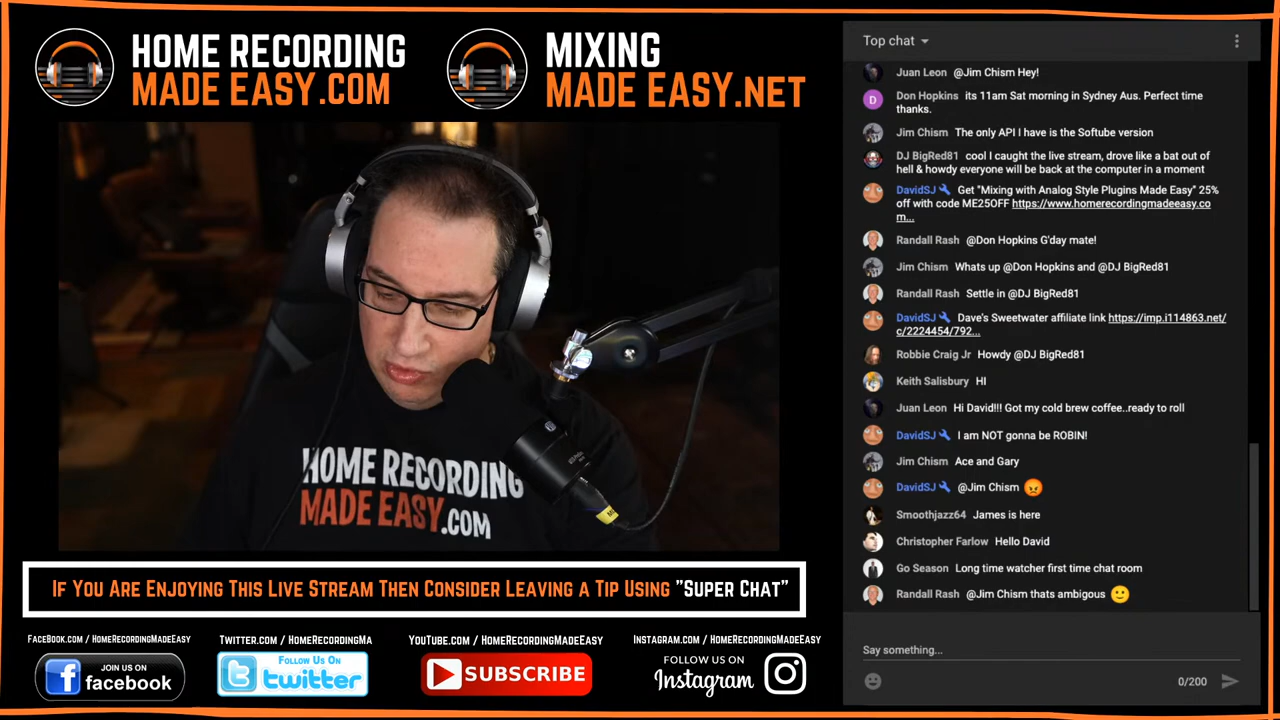 HOME RECORDING
MADE EASY.COM
MIXING
MADE EASY.NET
HOME RECORDING
MADE EASY.COM
IF YOU ARE ENJOYING THIS LIVE STREAM THEN CONSIDER LEAVING A TIP USING "SUPER CHAT"
FACEBOOK.COM / HOMERECORDINGMADEEASY
TWITTER.COM / HOMERECORDINGMA
YOUTUBE.COM / HOMERECORDINGMADEEASY
INSTAGRAM.COM / HOMERECORDINGMADEEASY
JOIN US ON
facebook
FOLLOW US ON
twitter
SUBSCRIBE
FOLLOW US ON
Instagram
Top chat
Juan Leon @Jim Chism Hey!
D
Don Hopkins its 11am Sat morning in Sydney Aus. Perfect time
thanks.
Jim Chism The only API I have is the Softube version
DJ BigRed81 cool I caught the live stream, drove like a bat out of
hell & howdy everyone will be back at the computer in a moment
DavidSJ Get "Mixing with Analog Style Plugins Made Easy" 25%
off with code ME25OFF https://www.homerecordingmadeeasy.co
m...
Randall Rash @Don Hopkins G'day mate!
Jim Chism Whats up @Don Hopkins and @DJ BigRed81
Randall Rash Settle in @DJ BigRed81
DavidSJ Dave's Sweetwater affiliate link https://imp.i114863.net/
c/2224454/792...
Robbie Craig Jr Howdy @DJ BigRed81
Keith Salisbury HI
Juan Leon Hi David!!! Got my cold brew coffee..ready to roll
DavidSJ I am NOT gonna be ROBIN!
Jim Chism Ace and Gary
DavidSJ @Jim Chism 😡
Smoothjazz64 James is here
Christopher Farlow Hello David
Go Season Long time watcher first time chat room
Randall Rash @Jim Chism thats ambigous 🙂
Say something...
0/200